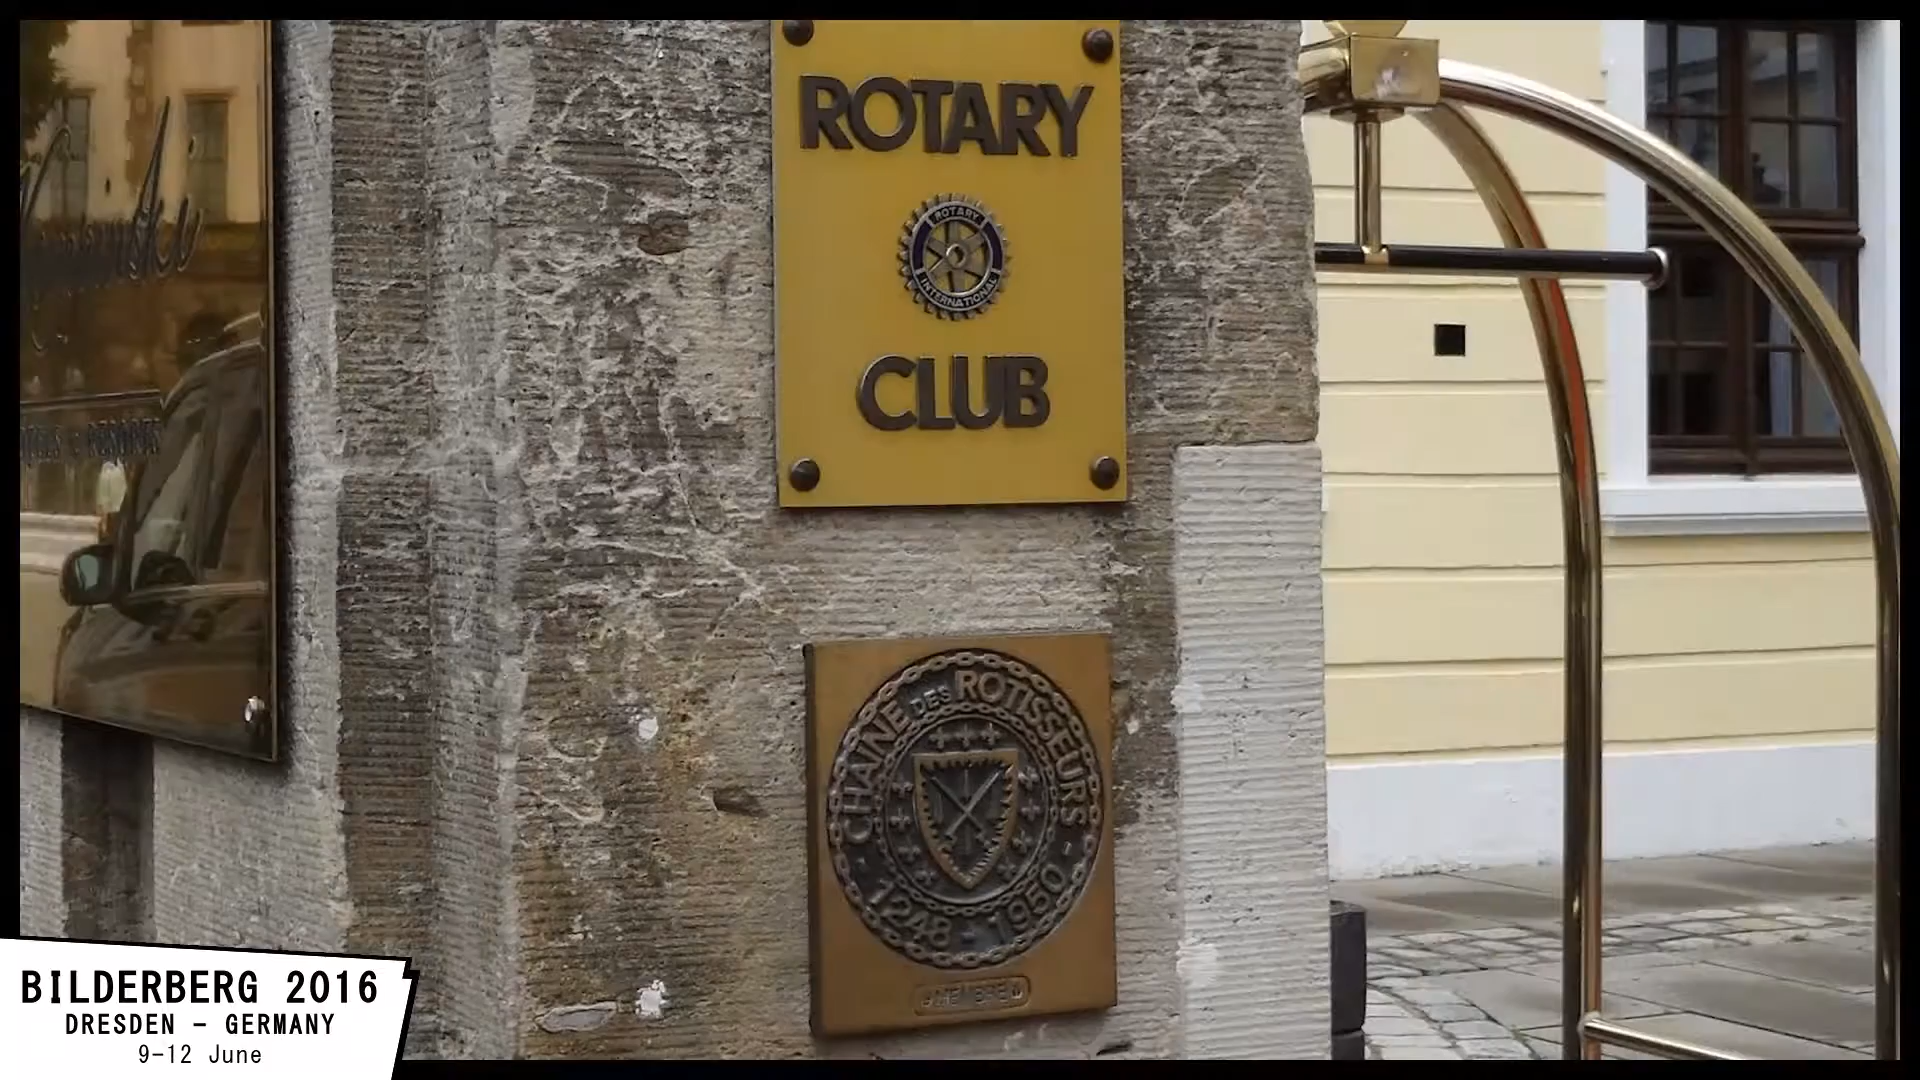 ROTARY
ROTARY
INTERNATIONAL
CLUB
CHAINE DES ROTISSEURS
- 1248 - 1950 -
BILDERBERG 2016
DRESDEN - GERMANY
9-12 June